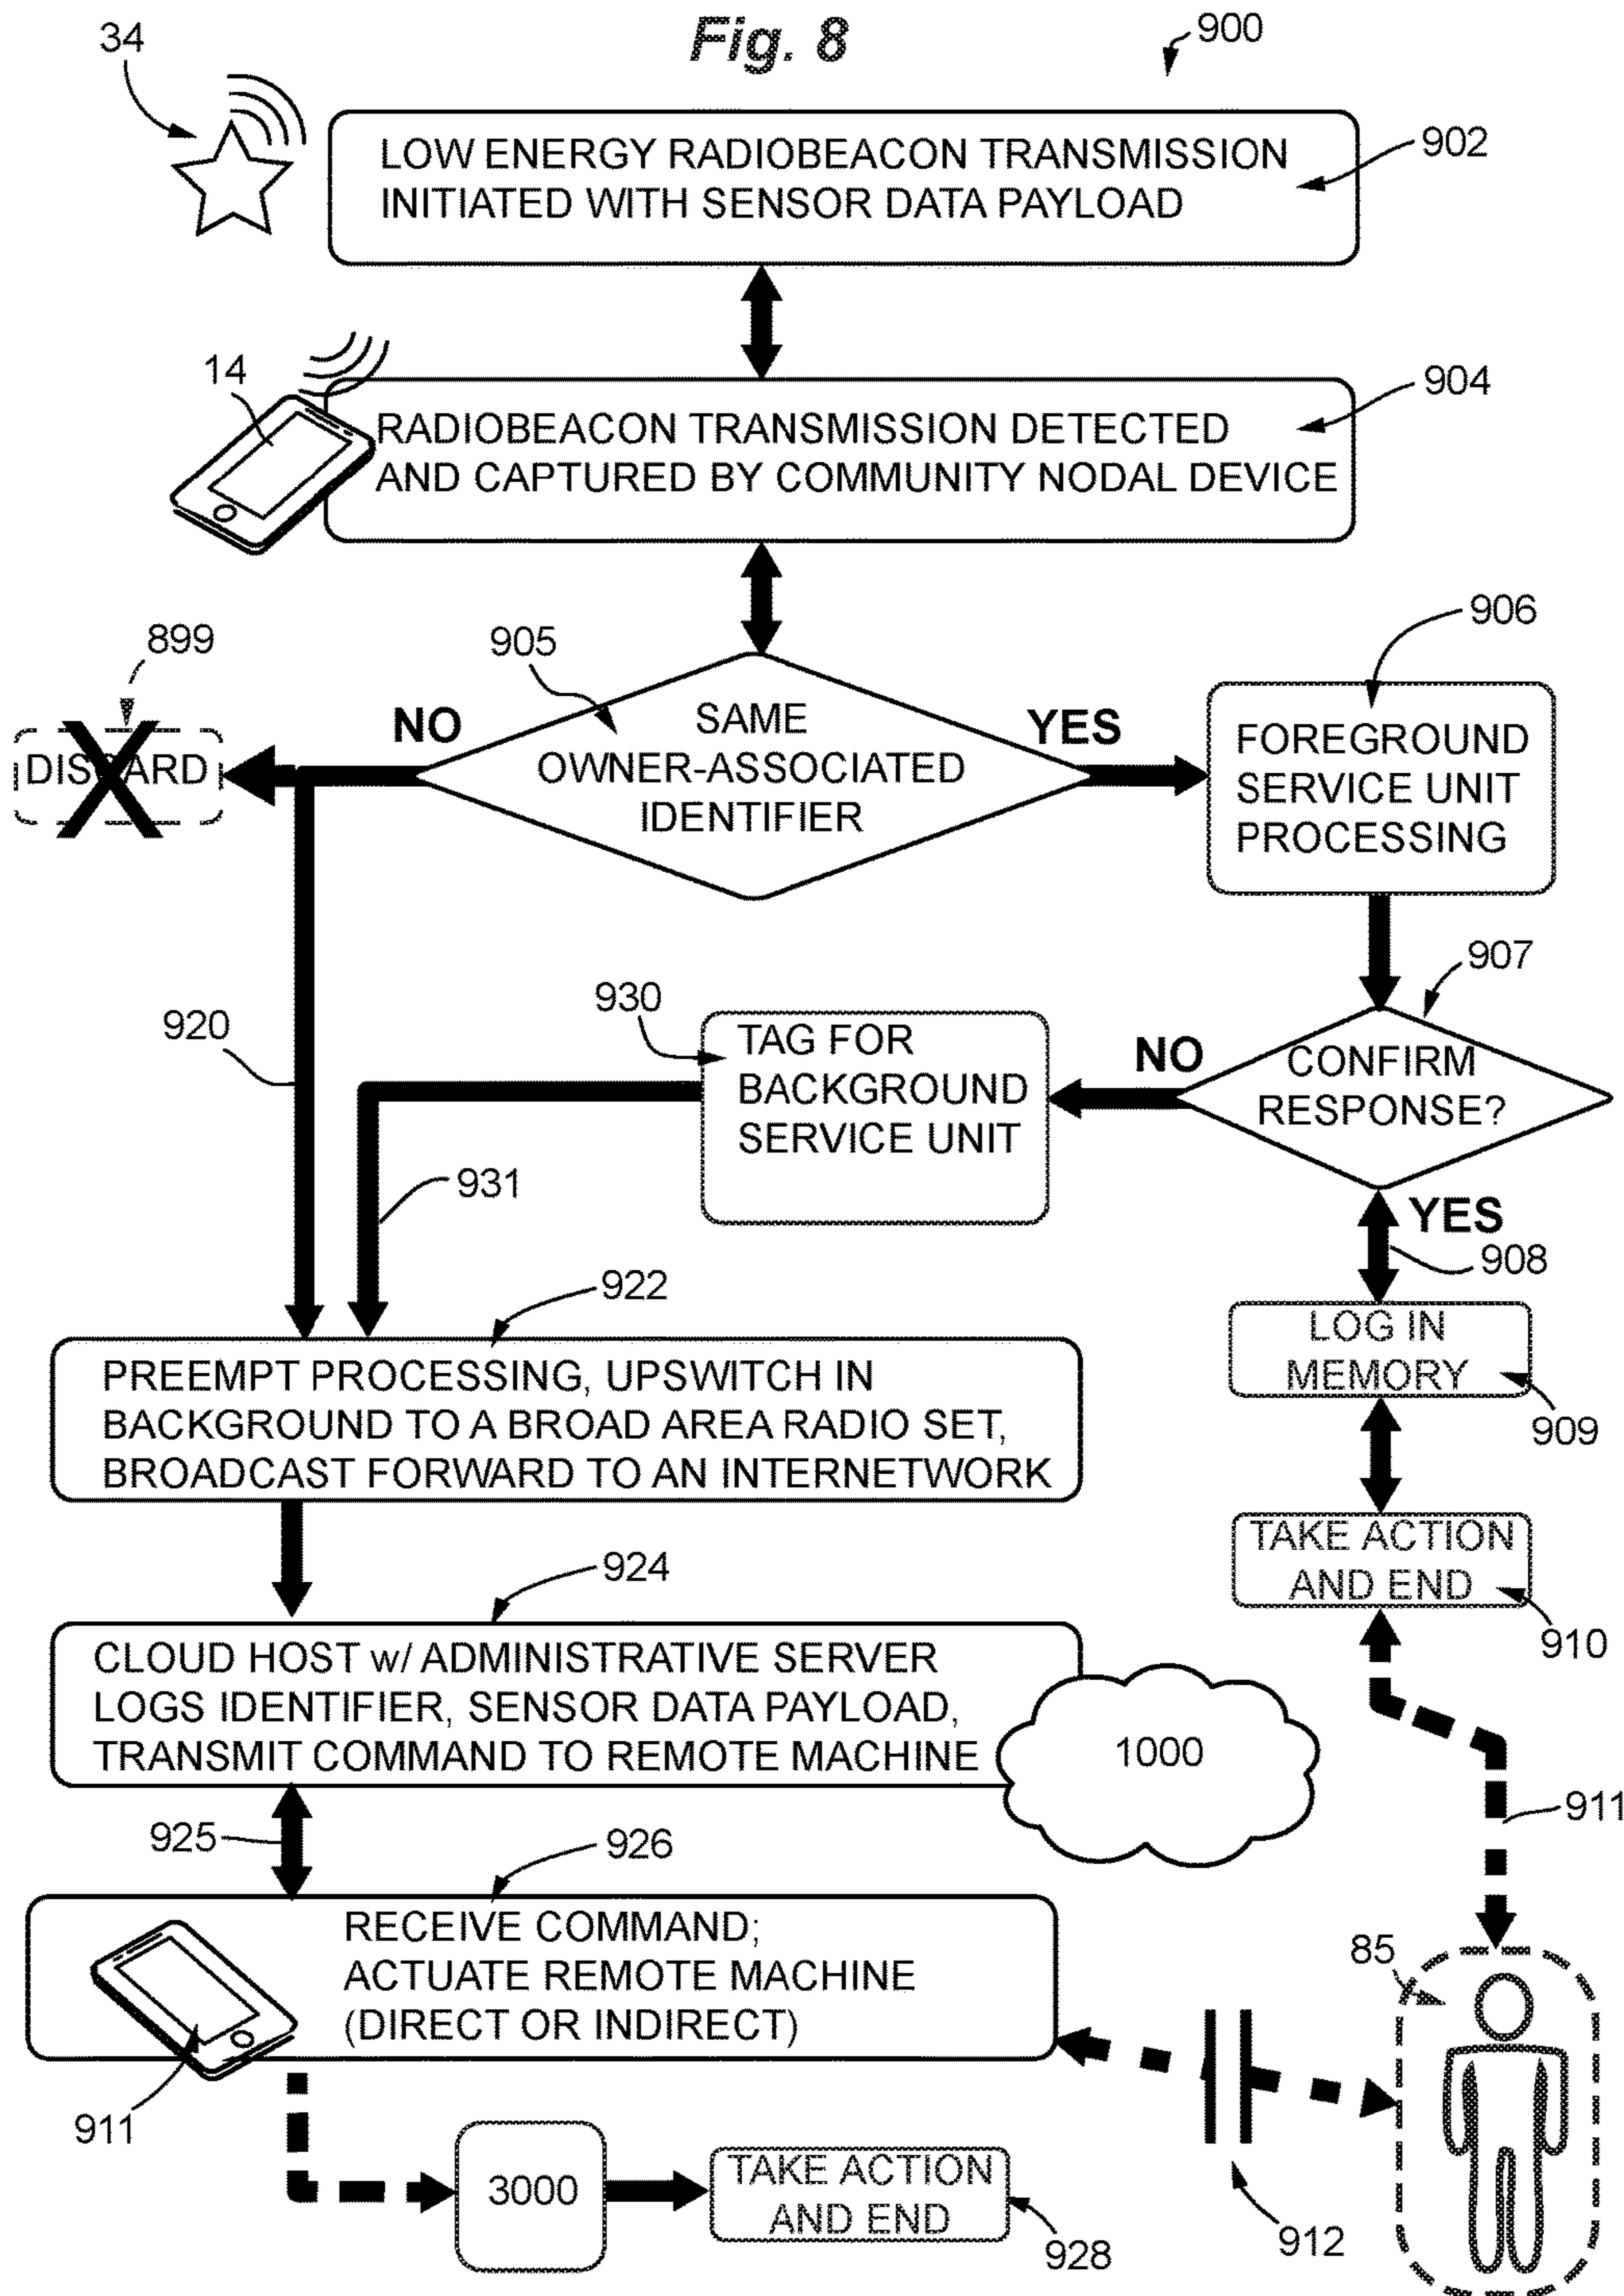 Fig. 8
900
34
LOW ENERGY RADIOBEACON TRANSMISSION
INITIATED WITH SENSOR DATA PAYLOAD
902
14
RADIOBEACON TRANSMISSION DETECTED
AND CAPTURED BY COMMUNITY NODAL DEVICE
904
899
DISCARD
NO
905
SAME
OWNER-ASSOCIATED
IDENTIFIER
YES
906
FOREGROUND
SERVICE UNIT
PROCESSING
907
CONFIRM
RESPONSE?
NO
930
TAG FOR
BACKGROUND
SERVICE UNIT
920
931
YES
908
LOG IN
MEMORY
909
TAKE ACTION
AND END
910
922
PREEMPT PROCESSING, UPSWITCH IN
BACKGROUND TO A BROAD AREA RADIO SET,
BROADCAST FORWARD TO AN INTERNETWORK
924
CLOUD HOST w/ ADMINISTRATIVE SERVER
LOGS IDENTIFIER, SENSOR DATA PAYLOAD,
TRANSMIT COMMAND TO REMOTE MACHINE
1000
911
925
926
RECEIVE COMMAND;
ACTUATE REMOTE MACHINE
(DIRECT OR INDIRECT)
911
85
912
3000
TAKE ACTION
AND END
928